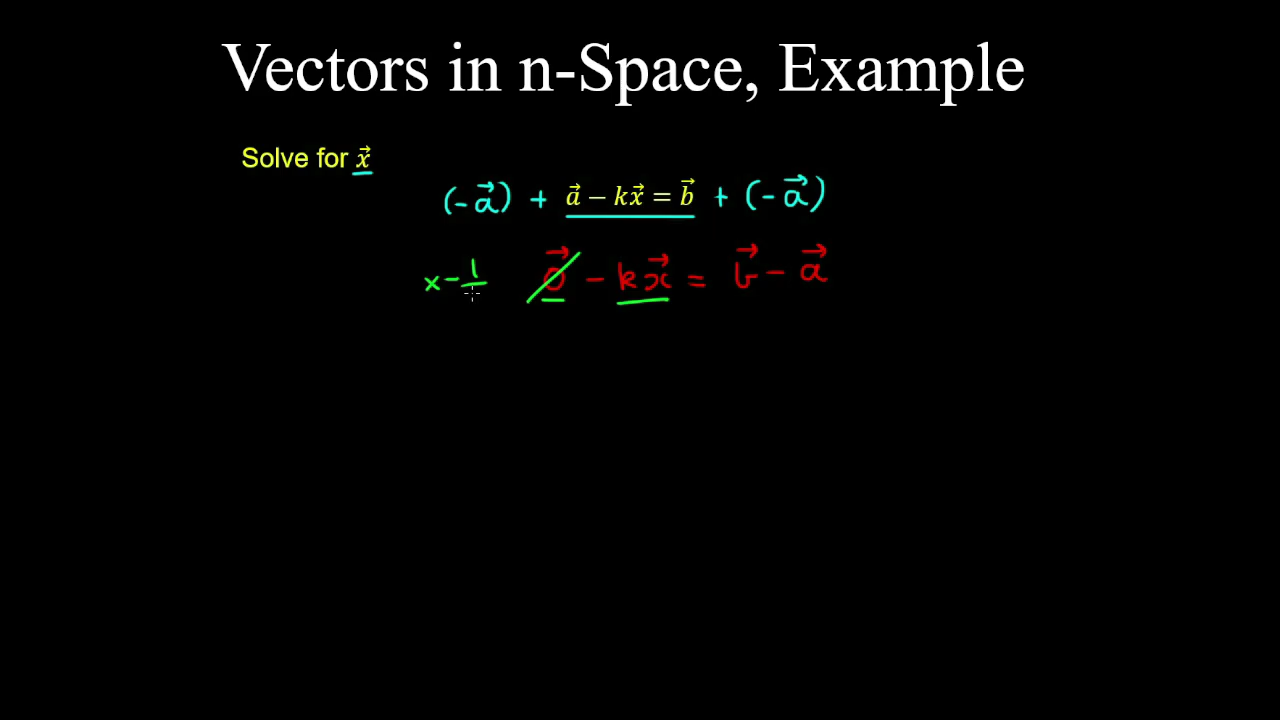 Vectors in n-Space, Example
Solve for x⃗
(-a⃗) + a⃗ − kx⃗ = b⃗ + (-a⃗)
x - 1/ 0⃗ - kx⃗ = b⃗ - a⃗